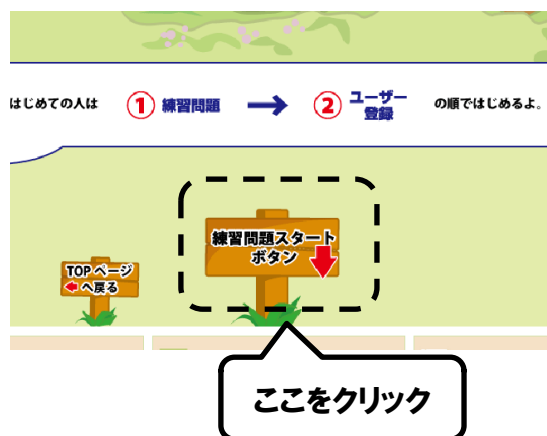 はじめての人は ① 練習問題 → ② ユーザー登録 の順ではじめるよ。
練習問題スタート
ボタン
TOPページ
へ戻る
ここをクリック